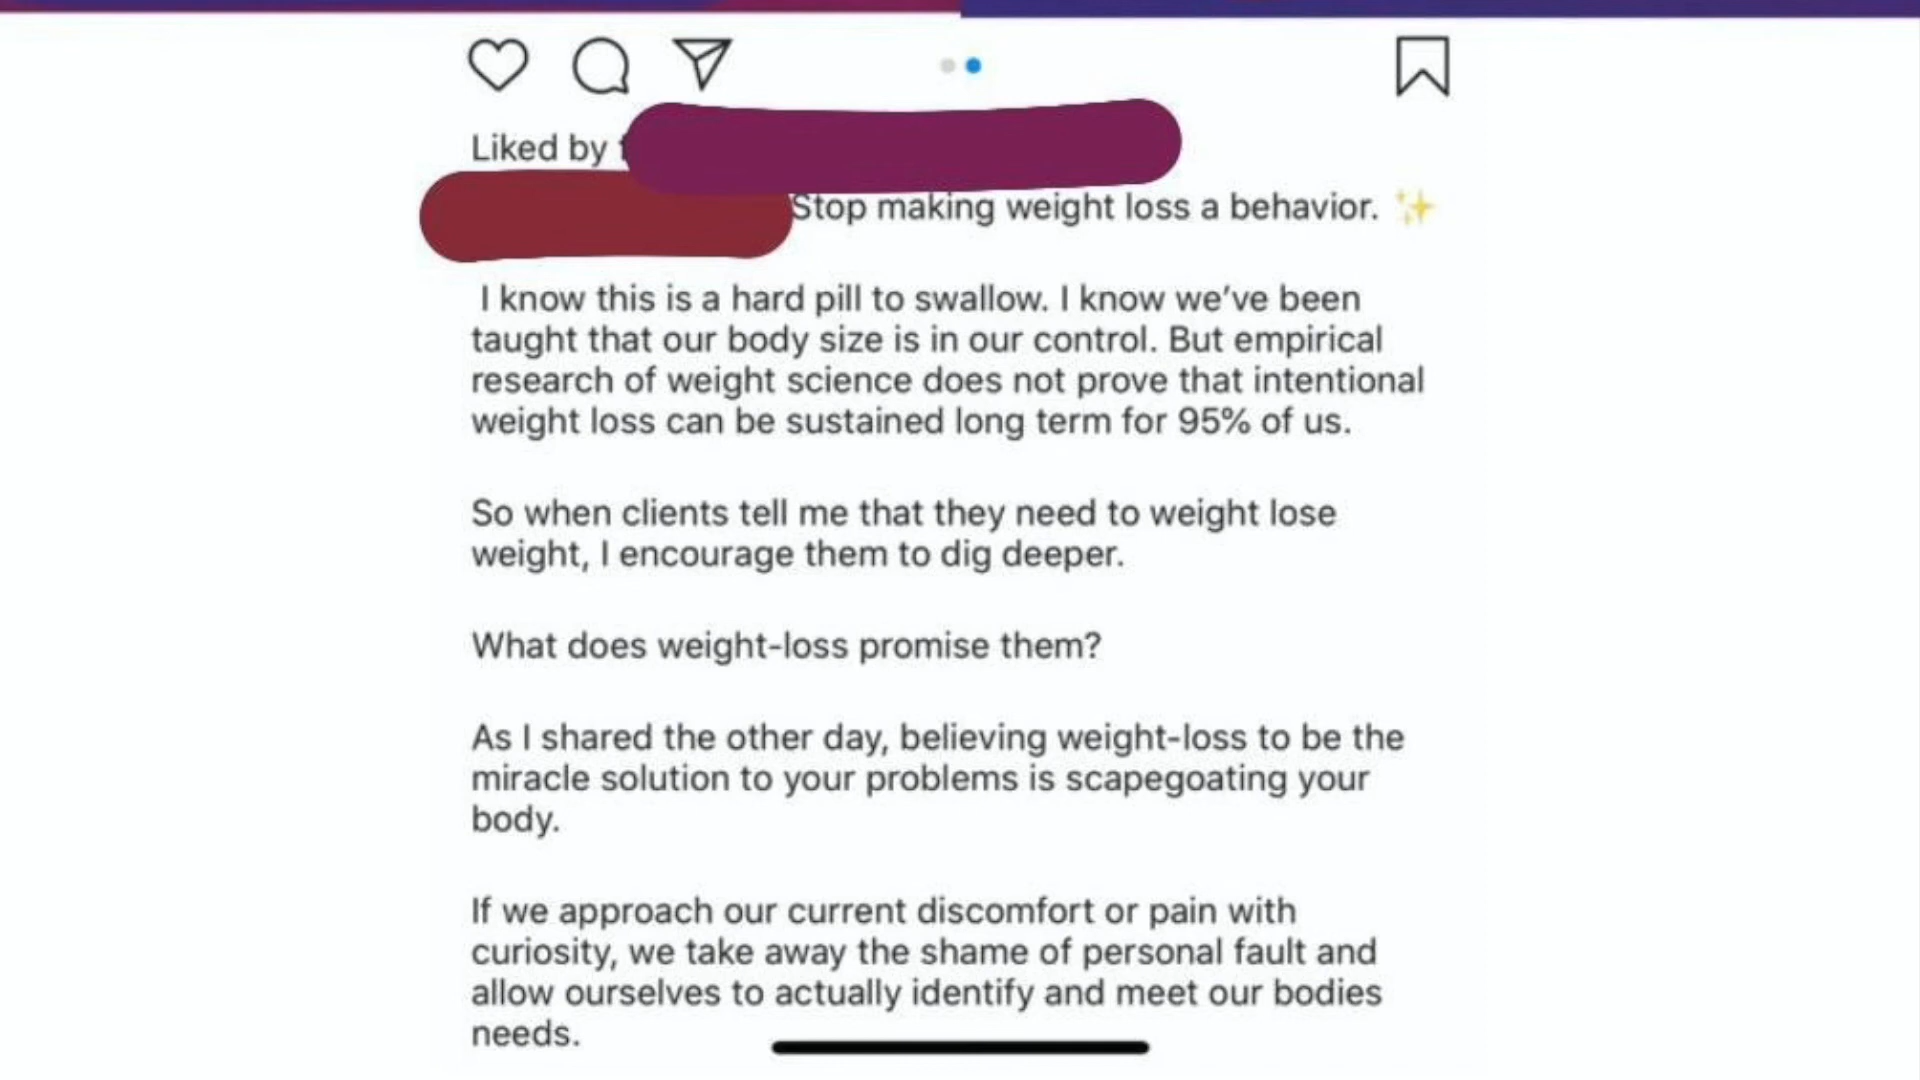 Liked by
Stop making weight loss a behavior. ✨
I know this is a hard pill to swallow. I know we've been
taught that our body size is in our control. But empirical
research of weight science does not prove that intentional
weight loss can be sustained long term for 95% of us.
So when clients tell me that they need to weight lose
weight, I encourage them to dig deeper.
What does weight-loss promise them?
As I shared the other day, believing weight-loss to be the
miracle solution to your problems is scapegoating your
body.
If we approach our current discomfort or pain with
curiosity, we take away the shame of personal fault and
allow ourselves to actually identify and meet our bodies
needs.